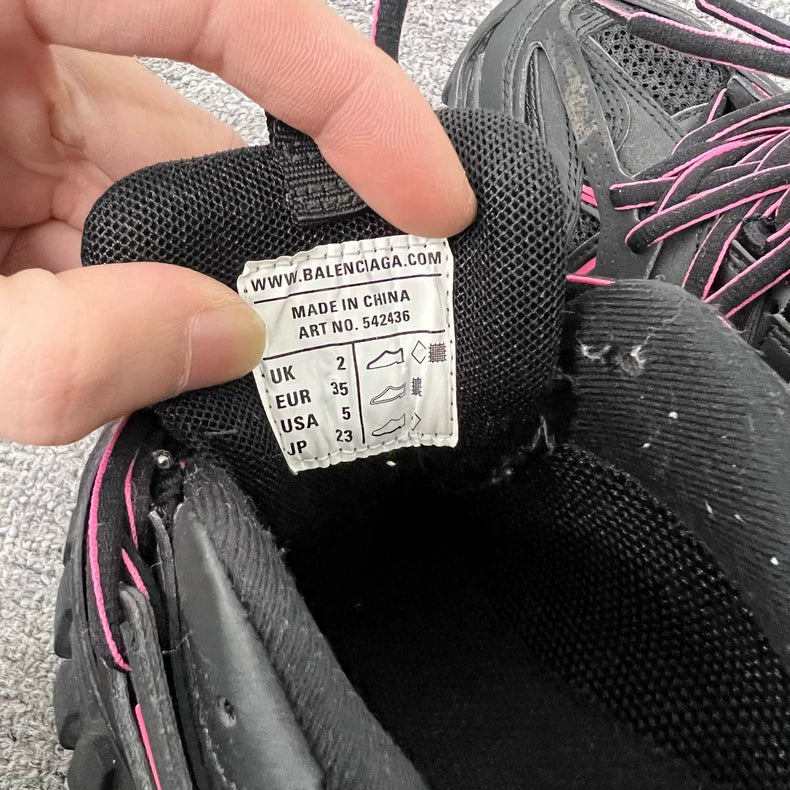 WWW.BALENCIAGA.COM
MADE IN CHINA
ART NO. 542436
UK 2
EUR 35
USA 5
JP 23